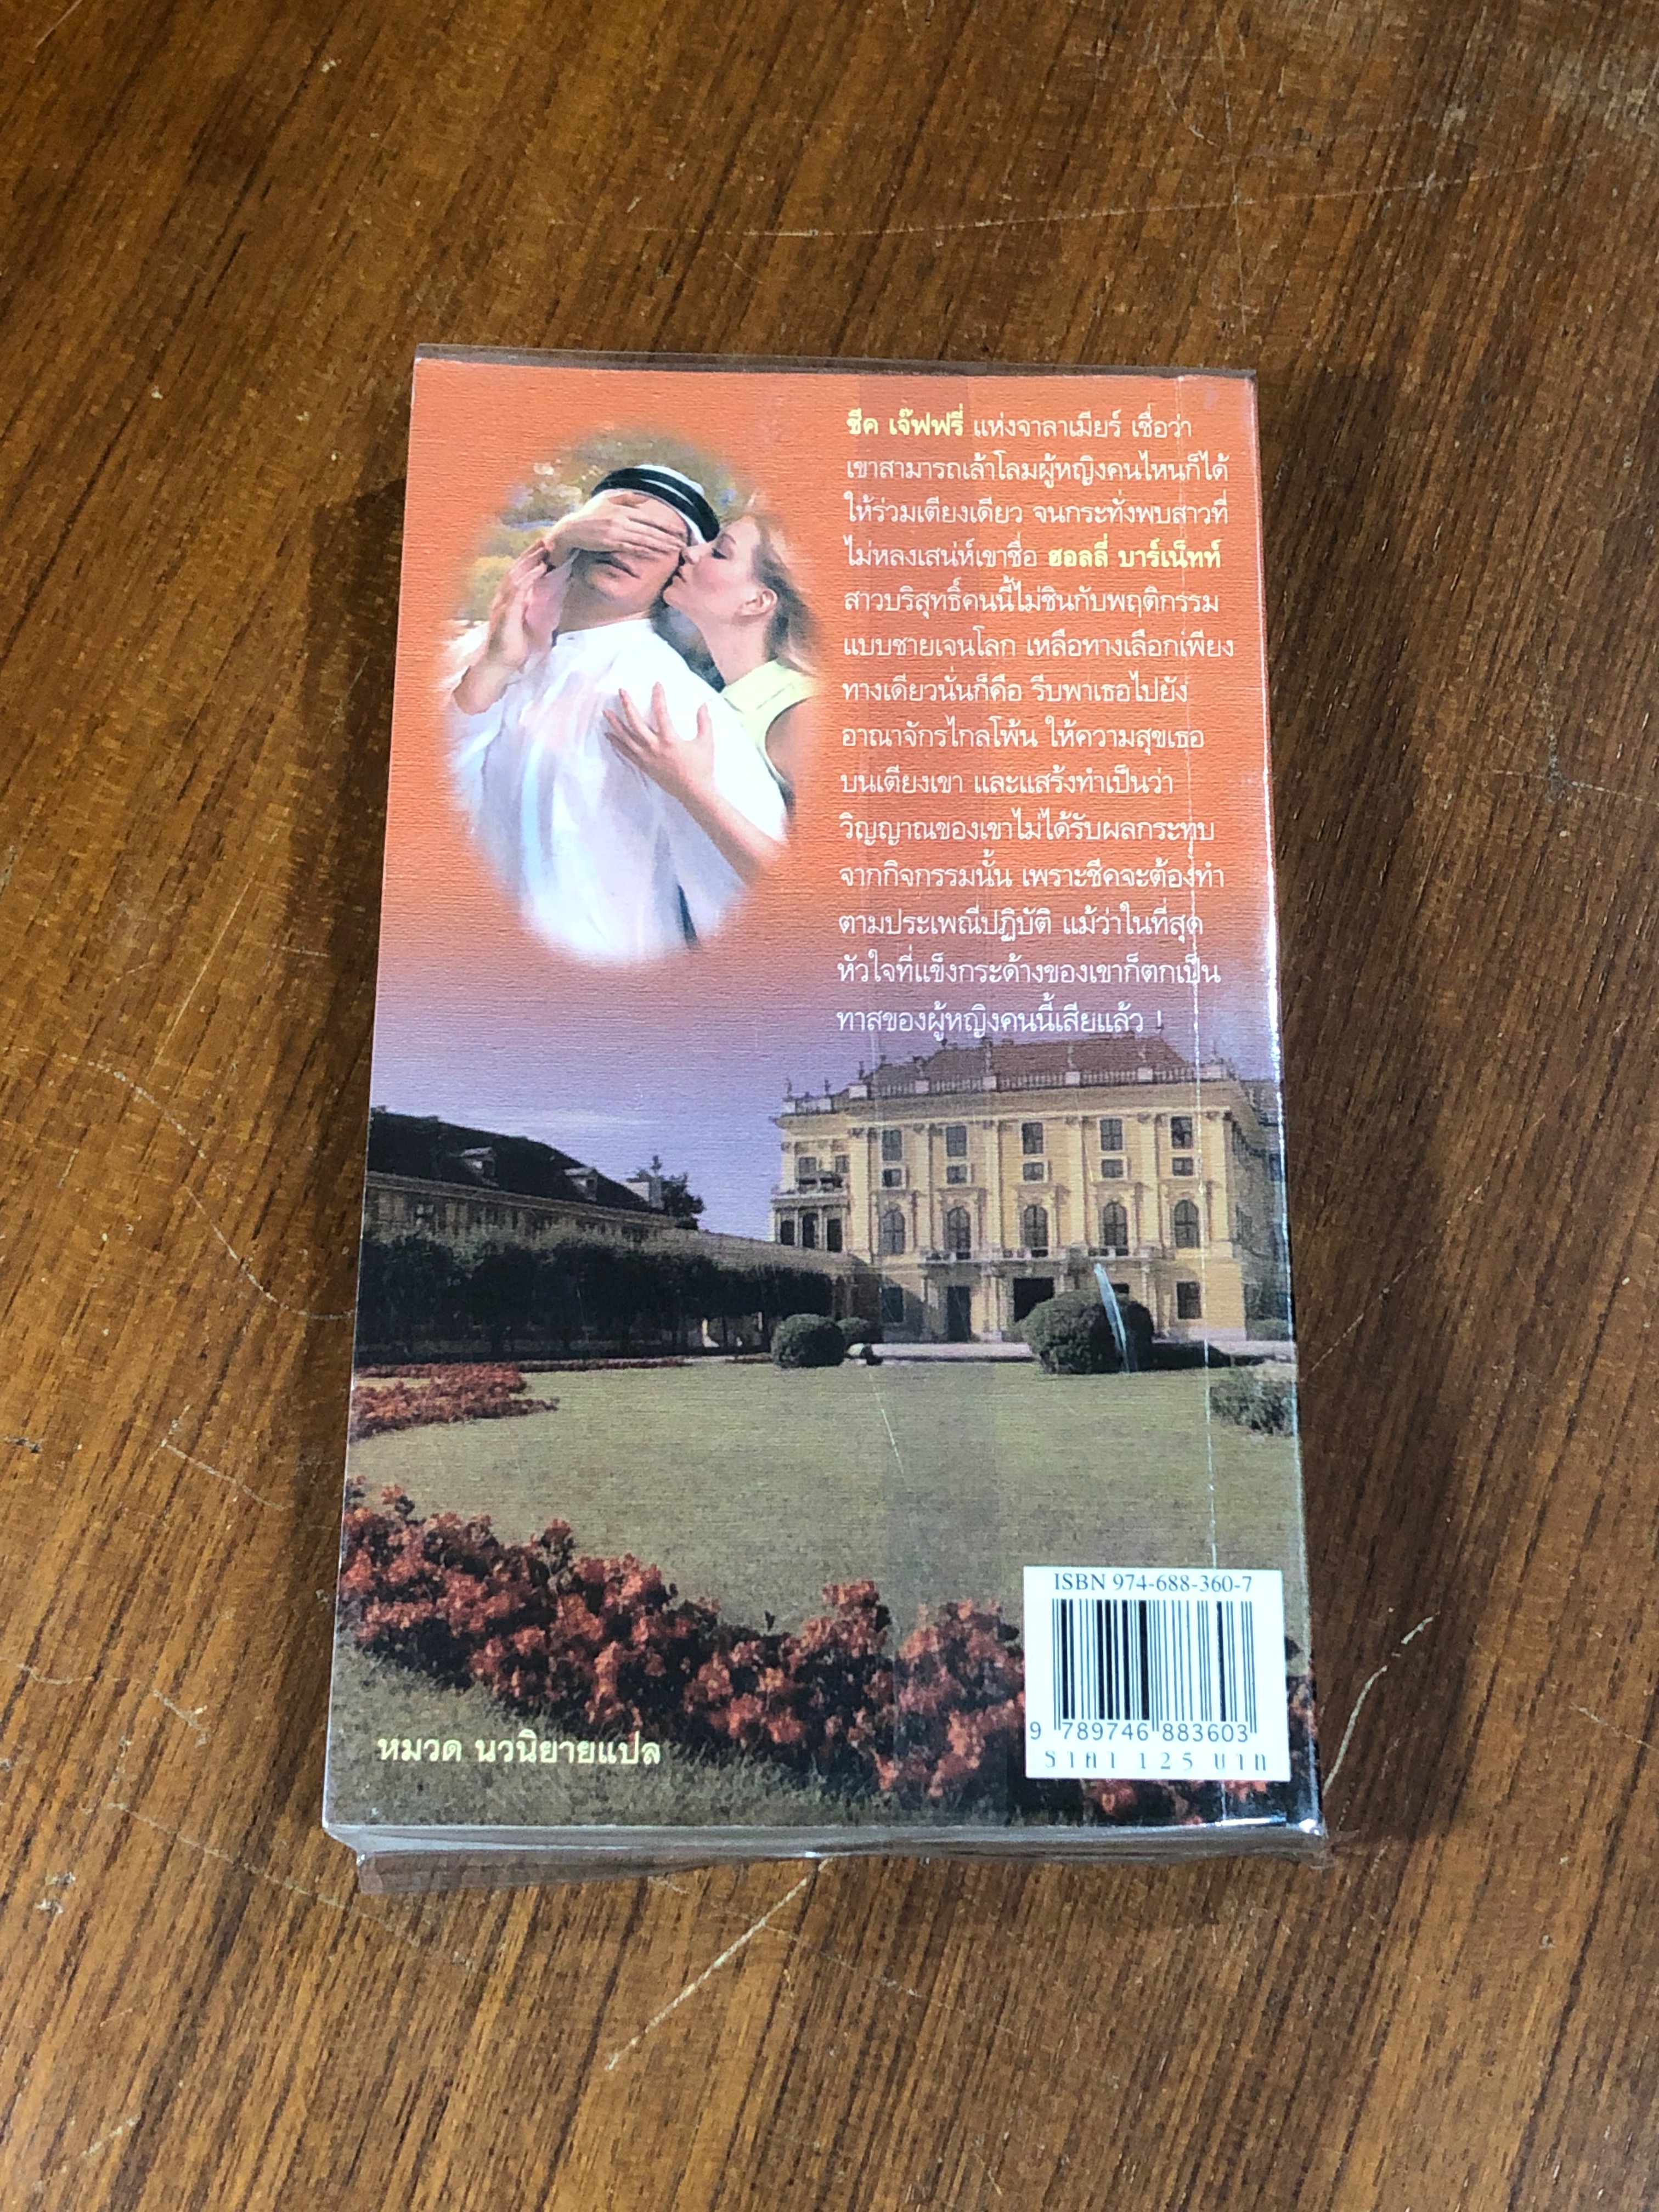 ชีค เจ๊ฟฟรี่ แห่งจาลาเมียร์ เชื่อว่า
เขาสามารถเล้าโลมผู้หญิงคนไหนก็ได้
ให้ร่วมเตียงเดียว จนกระทั่งพบสาวที่
ไม่หลงเสน่ห์เขาชื่อ ฮอลลี่ บาร์เน็ทท์
สาวบริสุทธิ์คนนี้ไม่ชินกับพฤติกรรม
แบบชายเจนโลก เหลือทางเลือกเพียง
ทางเดียวนั่นก็คือ รีบพาเธอไปยัง
อาณาจักรไกลโพ้น ให้ความสุขเธอ
บนเตียงเขา และแสร้งทำเป็นว่า
วิญญาณของเขาไม่ได้รับผลกระทบ
จากกิจกรรมนั้น เพราะชีคจะต้องทำ
ตามประเพณีปฏิบัติ แม้ว่าในที่สุด
หัวใจที่แข็งกระด้างของเขาก็ตกเป็น
ทาสของผู้หญิงคนนี้เสียแล้ว !
ISBN 974-688-360-7
9 789746 883603
ราคา 125 บาท
หมวด นวนิยายแปล